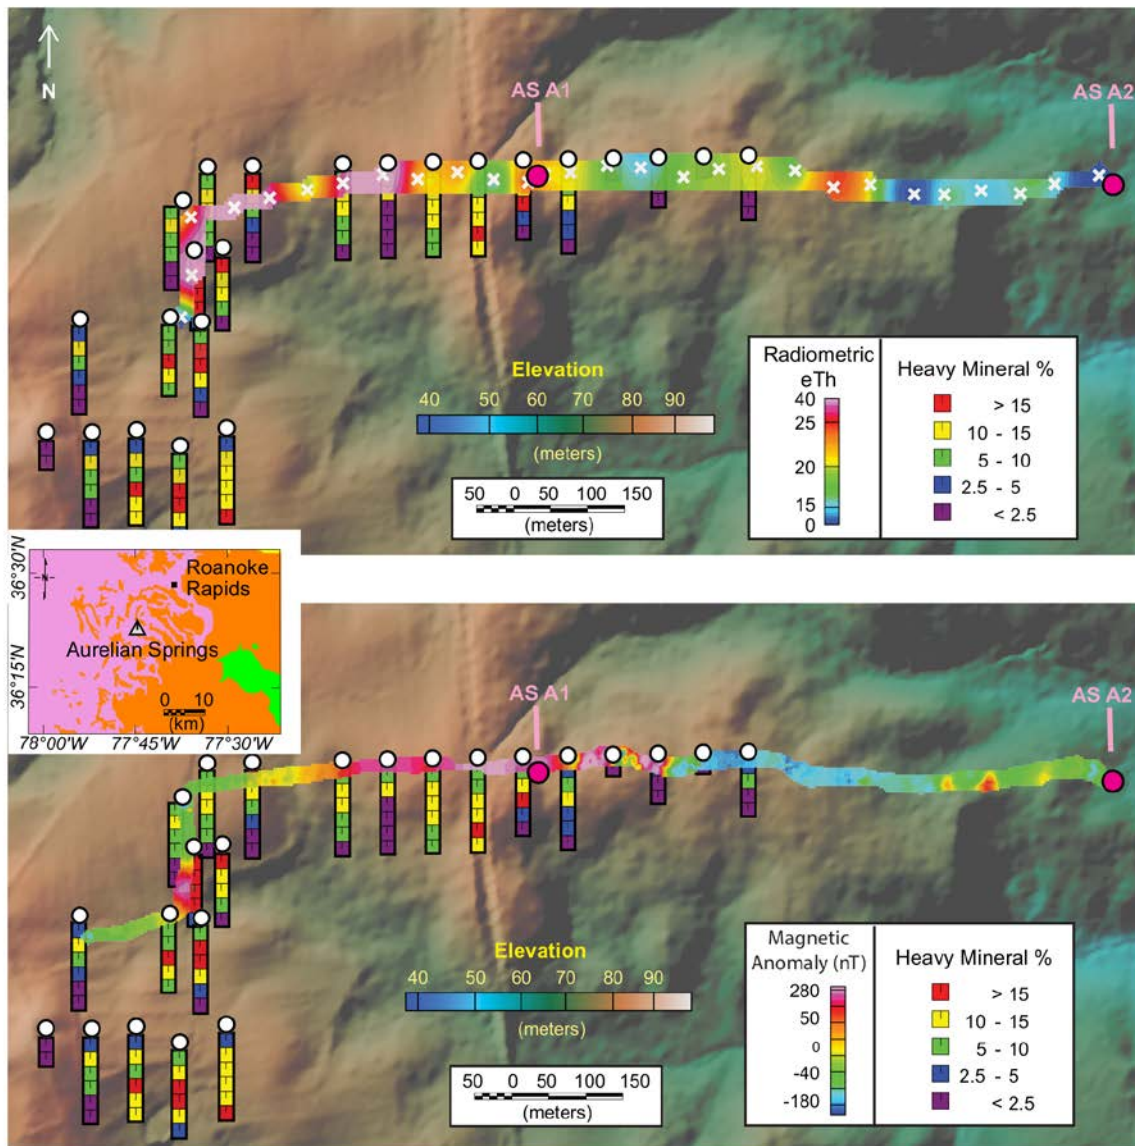 N
AS A1
AS A2
Elevation
40 50 60 70 80 90
(meters)
50 0 50 100 150
(meters)
Radiometric
eTh
40
25
20
15
0
Heavy Mineral %
> 15
10 - 15
5 - 10
2.5 - 5
< 2.5
36°30'N
36°15'N
N
Roanoke
Rapids
Aurelian Springs
0 10
(km)
78°00'W 77°45'W 77°30'W
AS A1
AS A2
Elevation
40 50 60 70 80 90
(meters)
50 0 50 100 150
(meters)
Magnetic
Anomaly (nT)
280
50
0
-40
-180
Heavy Mineral %
> 15
10 - 15
5 - 10
2.5 - 5
< 2.5